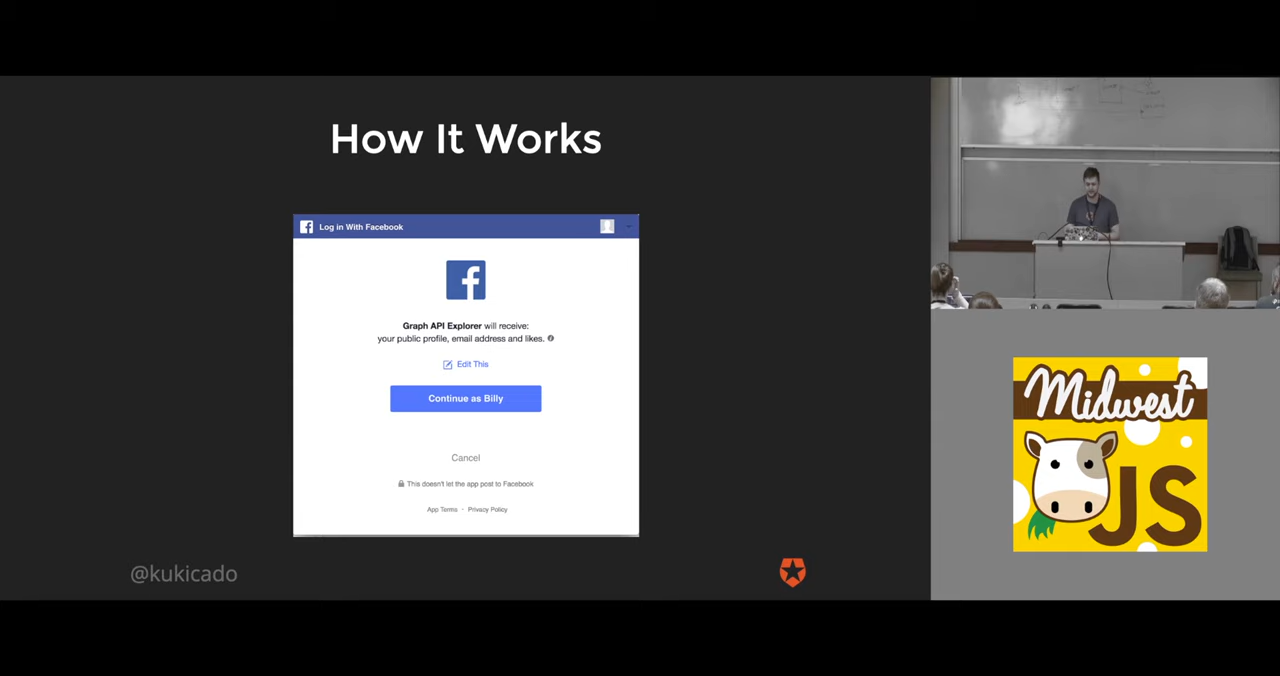 How It Works
Log in With Facebook
Graph API Explorer will receive:
your public profile, email address and likes.
Edit This
Continue as Billy
Cancel
This doesn't let the app post to Facebook
App Terms · Privacy Policy
@kukicado
Midwest
JS